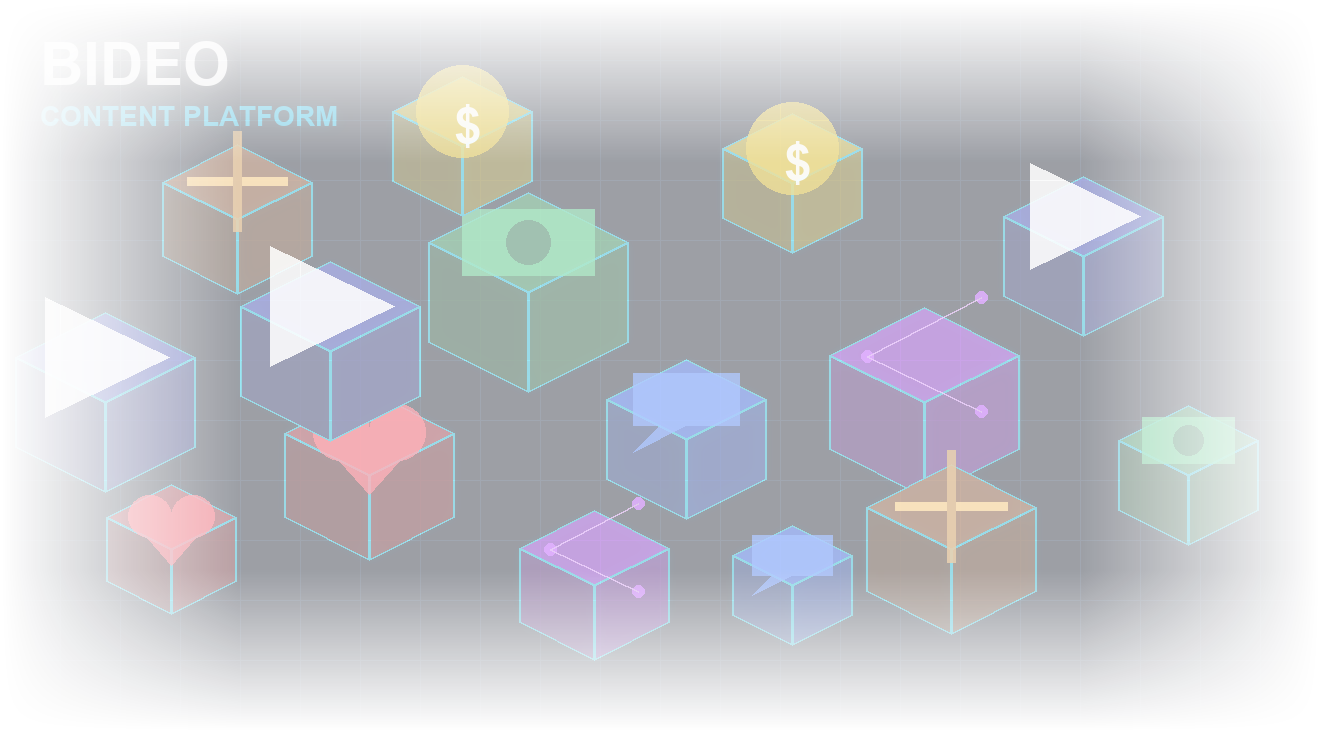 BIDEO
CONTENT PLATFORM
$
$